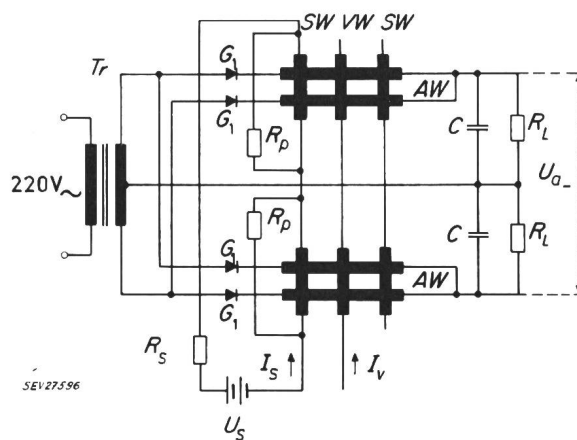 SW VW SW
Tr
G1
AW
G1
Rp
C
RL
220V~
Ua-
Rp
C
RL
G1
AW
G1
Rs
Is
Iv
SEV27596
Us